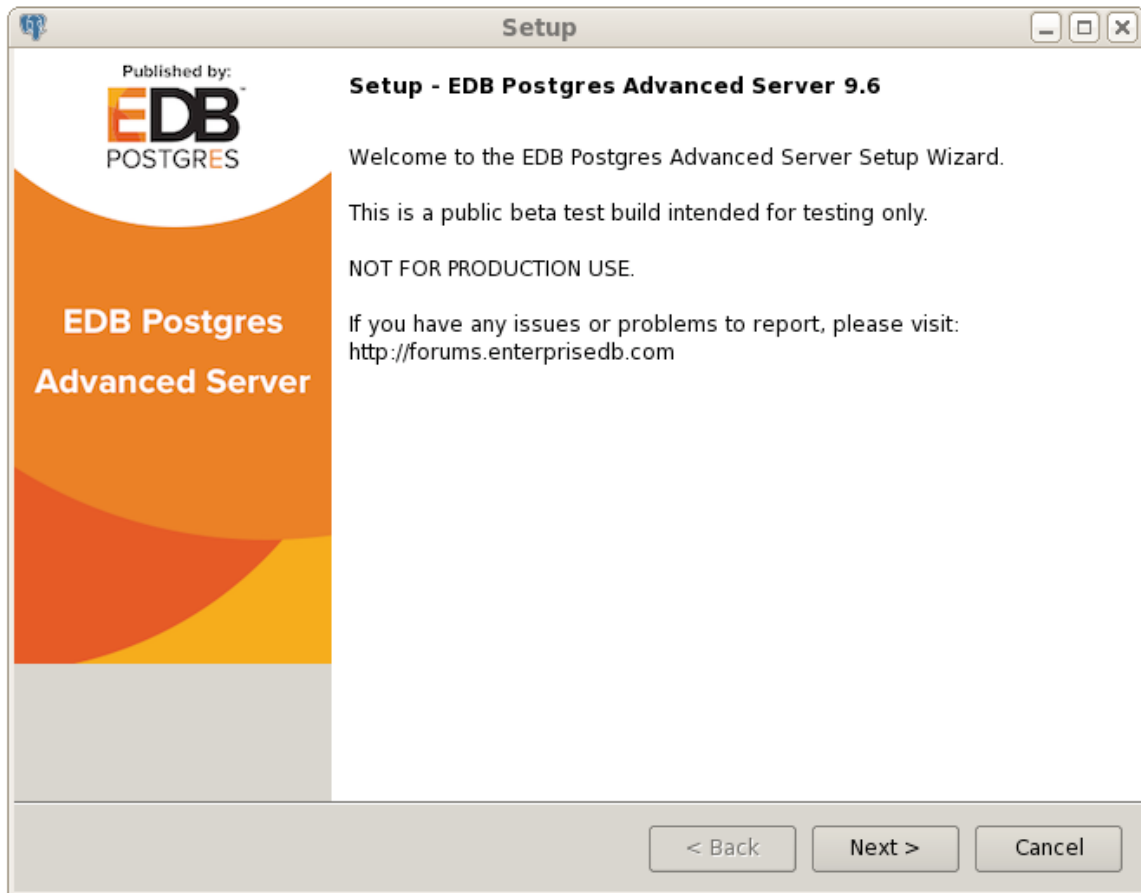 Setup
Published by:
EDB™
POSTGRES
EDB Postgres
Advanced Server
Setup - EDB Postgres Advanced Server 9.6
Welcome to the EDB Postgres Advanced Server Setup Wizard.
This is a public beta test build intended for testing only.
NOT FOR PRODUCTION USE.
If you have any issues or problems to report, please visit:
http://forums.enterprisedb.com
< Back
Next >
Cancel